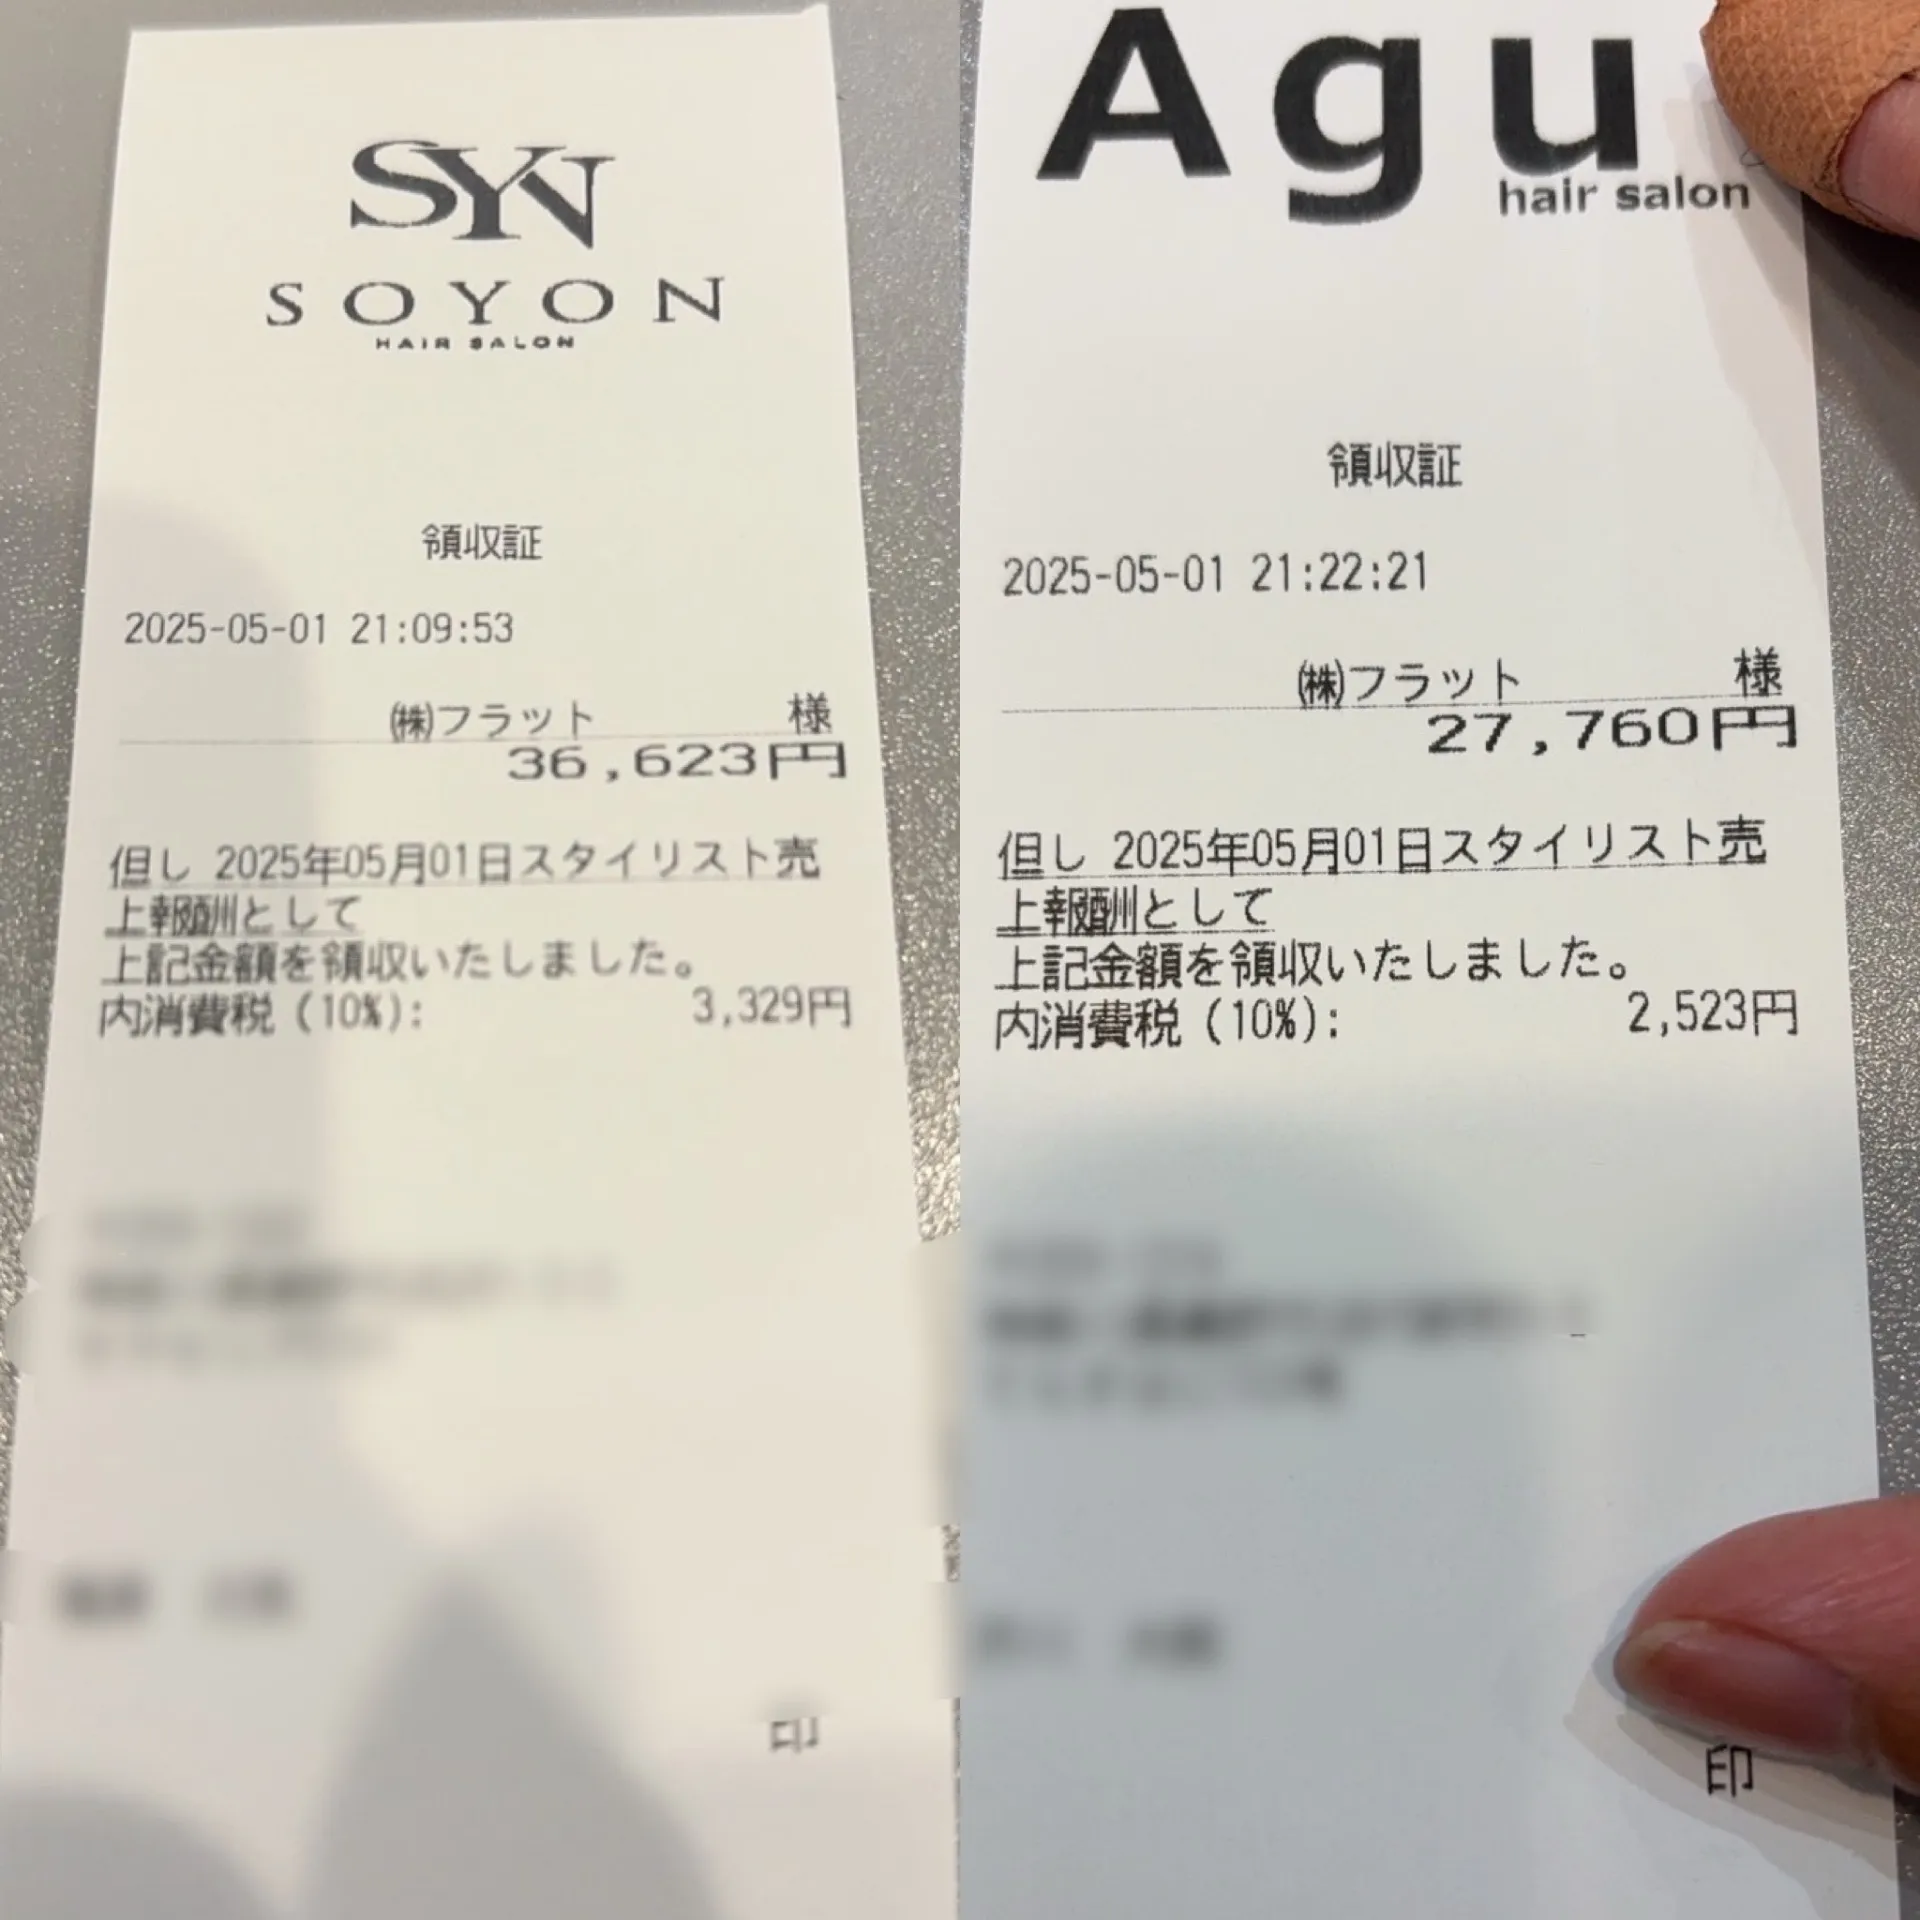 SYN
SOYON
HAIR SALON
領収証
2025-05-01 21:09:53
㈱フラット 様
36,623円
但し 2025年05月01日スタイリスト売
上報酬として
上記金額を領収いたしました。
内消費税(10%): 3,329円
印
Agu
hair salon
領収証
2025-05-01 21:22:21
㈱フラット 様
27,760円
但し 2025年05月01日スタイリスト売
上報酬として
上記金額を領収いたしました。
内消費税(10%): 2,523円
印